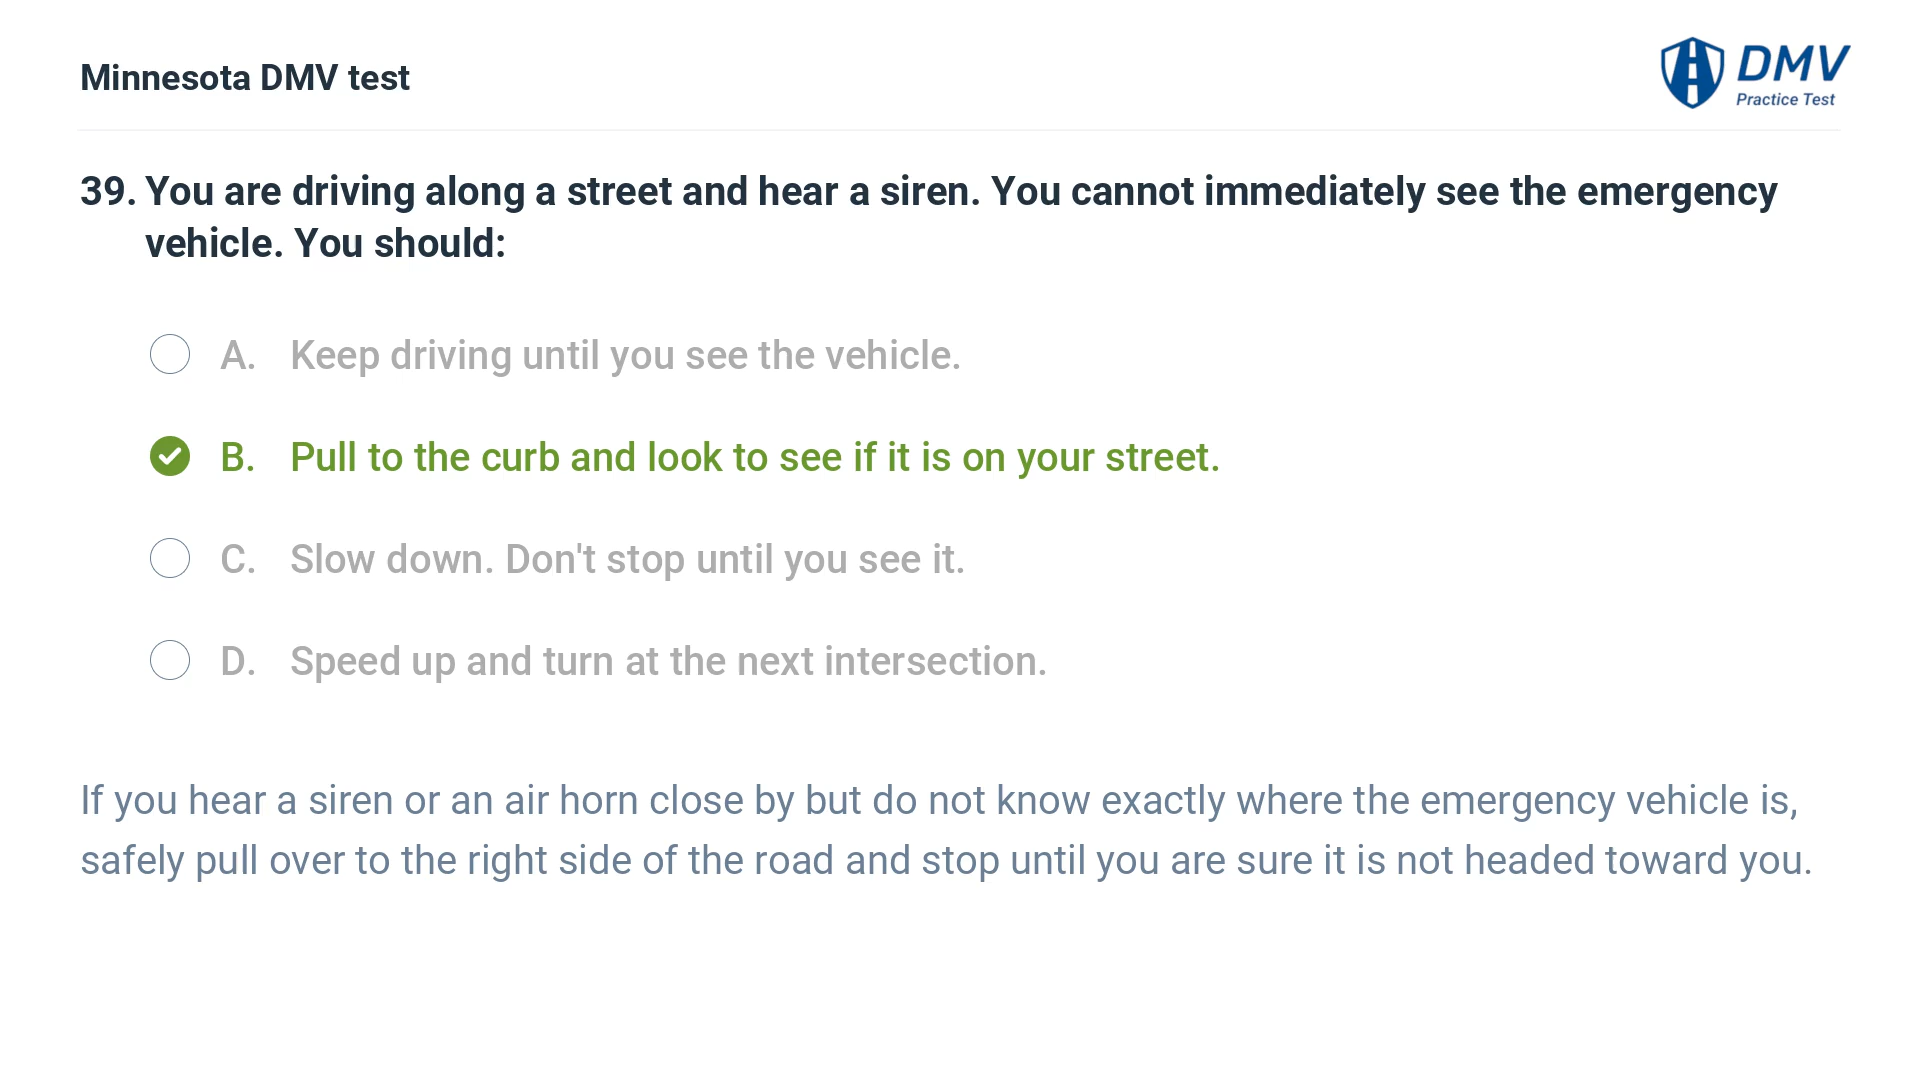 Minnesota DMV test
DMV
Practice Test
39. You are driving along a street and hear a siren. You cannot immediately see the emergency
vehicle. You should:
A. Keep driving until you see the vehicle.
B. Pull to the curb and look to see if it is on your street.
C. Slow down. Don't stop until you see it.
D. Speed up and turn at the next intersection.
If you hear a siren or an air horn close by but do not know exactly where the emergency vehicle is,
safely pull over to the right side of the road and stop until you are sure it is not headed toward you.